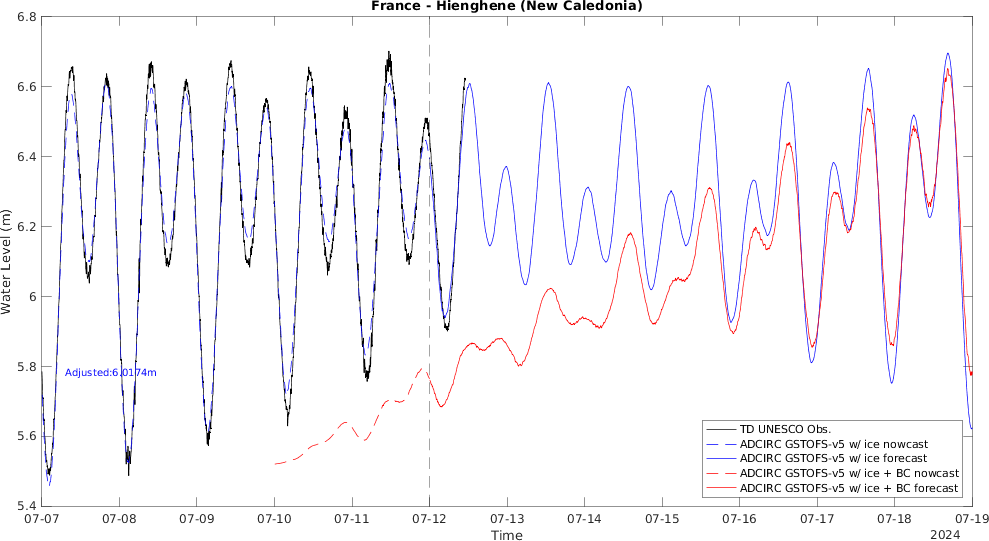 France - Hienghene (New Caledonia)
6.8
6.6
6.4
6.2
6
5.8
5.6
5.4
Water Level (m)
Adjusted:6.0174m
TD UNESCO Obs.
ADCIRC GSTOFS-v5 w/ ice nowcast
ADCIRC GSTOFS-v5 w/ ice forecast
ADCIRC GSTOFS-v5 w/ ice + BC nowcast
ADCIRC GSTOFS-v5 w/ ice + BC forecast
07-07 07-08 07-09 07-10 07-11 07-12 07-13 07-14 07-15 07-16 07-17 07-18 07-19
Time
2024